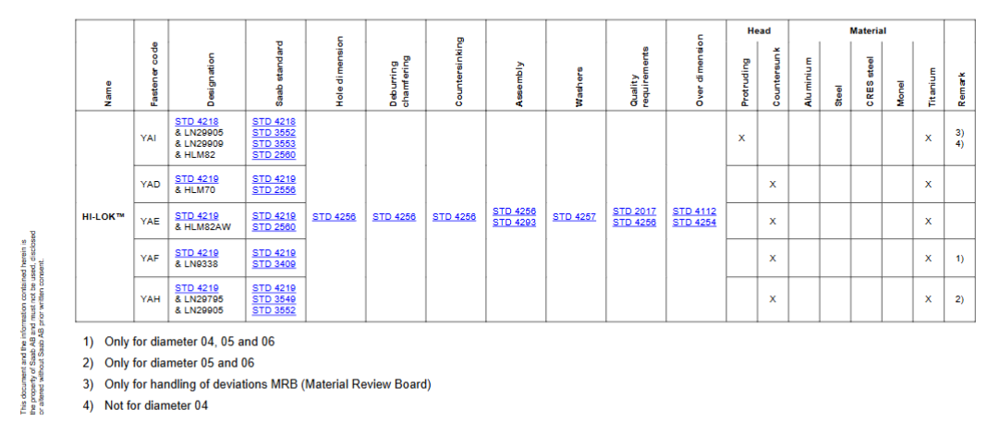 Head
Material
Name
Fastener code
Designation
Saab standard
Hole dimension
Deburring
chamfering
Countersinking
Assembly
Washers
Quality
requirements
Over dimension
Protruding
Countersunk
Aluminium
Steel
CRES steel
Monel
Titanium
Remark
HI-LOK™
YAI
STD 4218
& LN29905
& LN29909
& HLM82
STD 4218
STD 3552
STD 3553
STD 2560
X
X
3)
4)
YAD
STD 4219
& HLM70
STD 4219
STD 2556
X
X
YAE
STD 4219
& HLM82AW
STD 4219
STD 2560
STD 4256
STD 4256
STD 4256
STD 4256
STD 4293
STD 4257
STD 2017
STD 4256
STD 4112
STD 4254
X
X
YAF
STD 4219
& LN9338
STD 4219
STD 3409
X
X
1)
YAH
STD 4219
& LN29795
& LN29905
STD 4219
STD 3549
STD 3552
X
X
2)
1) Only for diameter 04, 05 and 06
2) Only for diameter 05 and 06
3) Only for handling of deviations MRB (Material Review Board)
4) Not for diameter 04
This document and the information contained herein is
the property of Saab AB and must not be used, disclosed
or altered without Saab AB prior written consent.